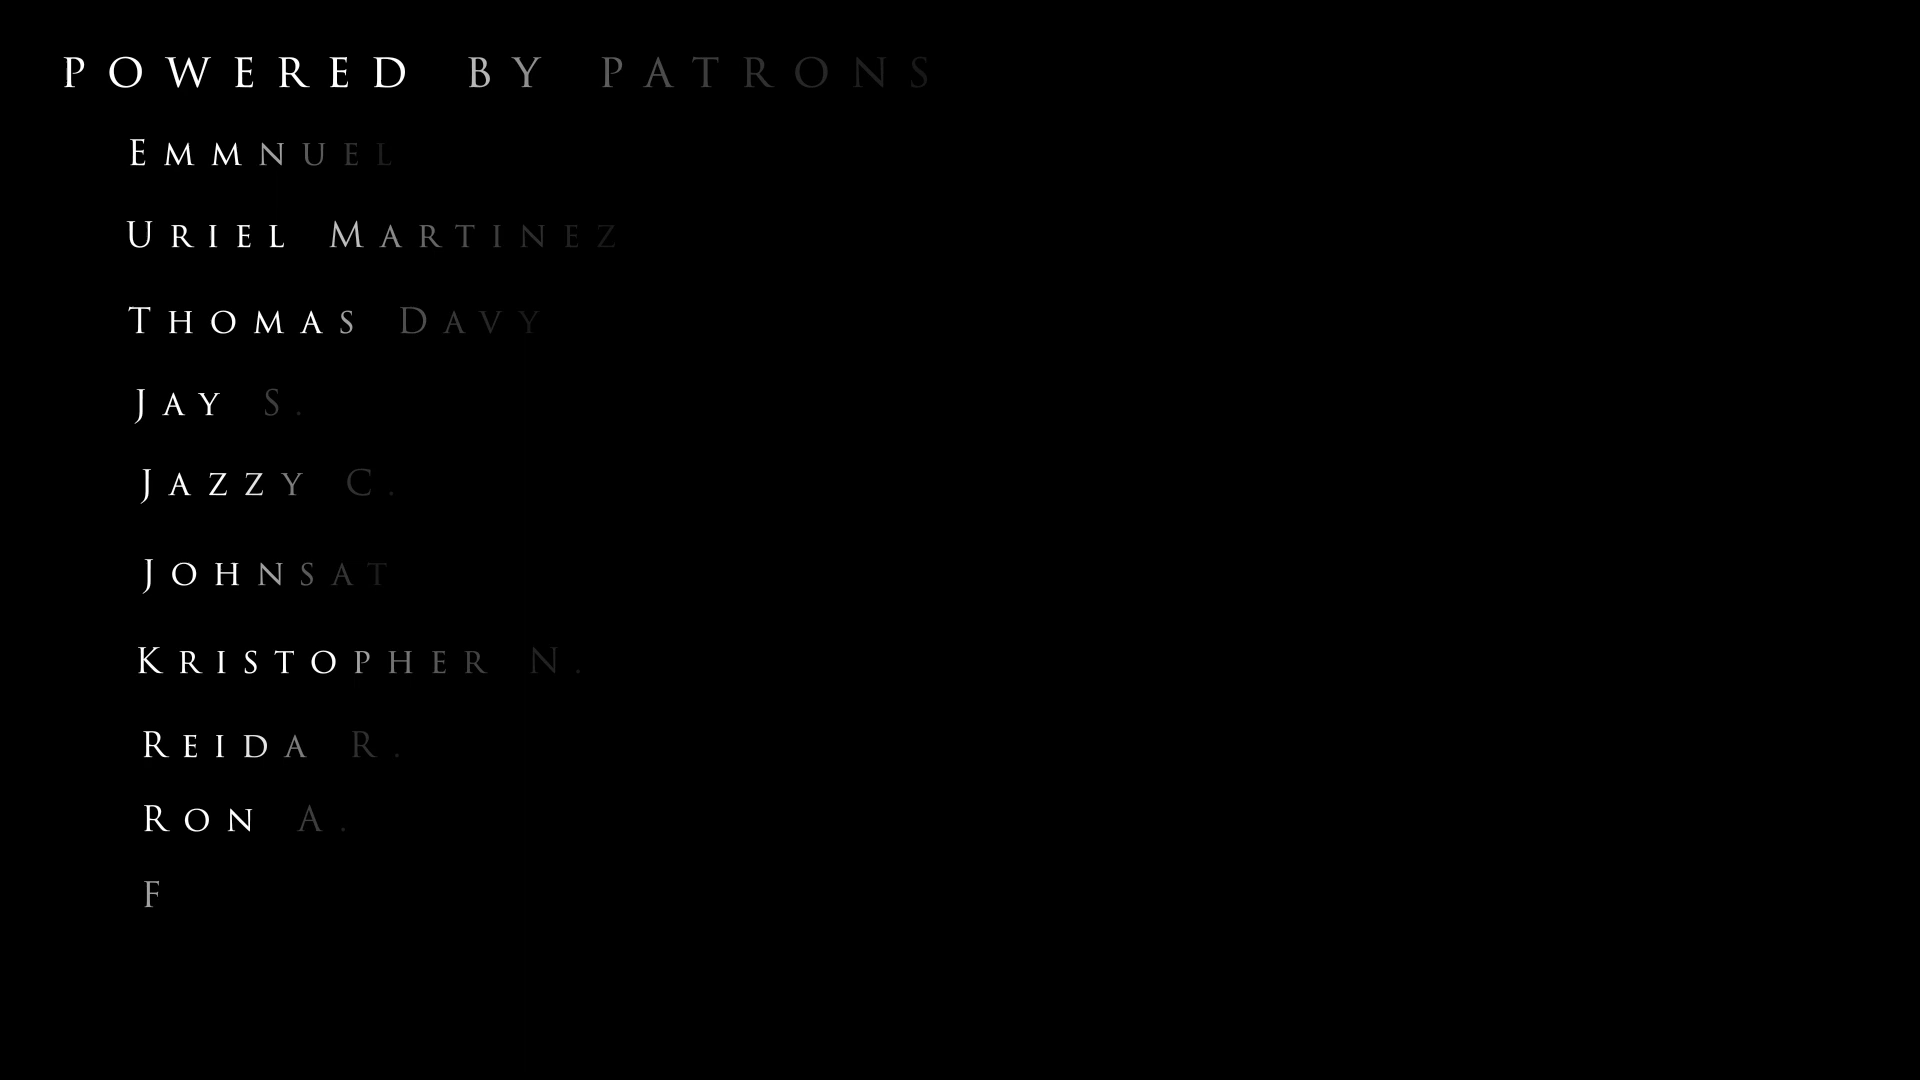 POWERED BY PATRONS
EMMNUEL
URIEL MARTINEZ
THOMAS DAVY
JAY S.
JAZZY C.
JOHNSAT
KRISTOPHER N.
REIDA R.
RON A.
F